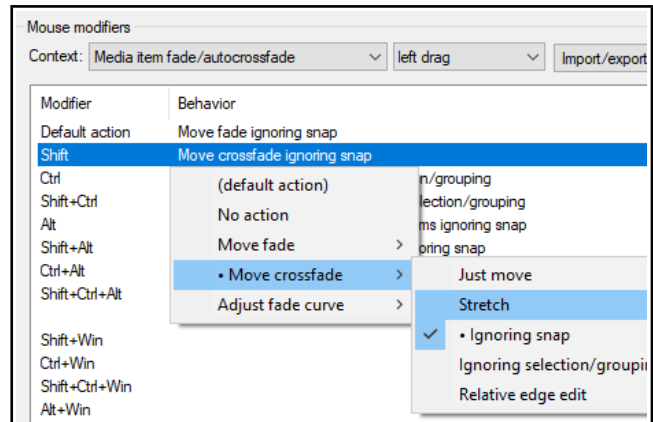 Mouse modifiers
Context: Media item fade/autocrossfade left drag Import/export
Modifier Behavior
Default action Move fade ignoring snap
Shift Move crossfade ignoring snap
Ctrl n/grouping
(default action)
Shift+Ctrl lection/grouping
No action
Alt ms ignoring snap
Shift+Alt oring snap
Move fade
Ctrl+Alt
• Move crossfade Just move
Shift+Ctrl+Alt
Adjust fade curve Stretch
• Ignoring snap
Shift+Win
Ctrl+Win Ignoring selection/groupi
Shift+Ctrl+Win
Relative edge edit
Alt+Win